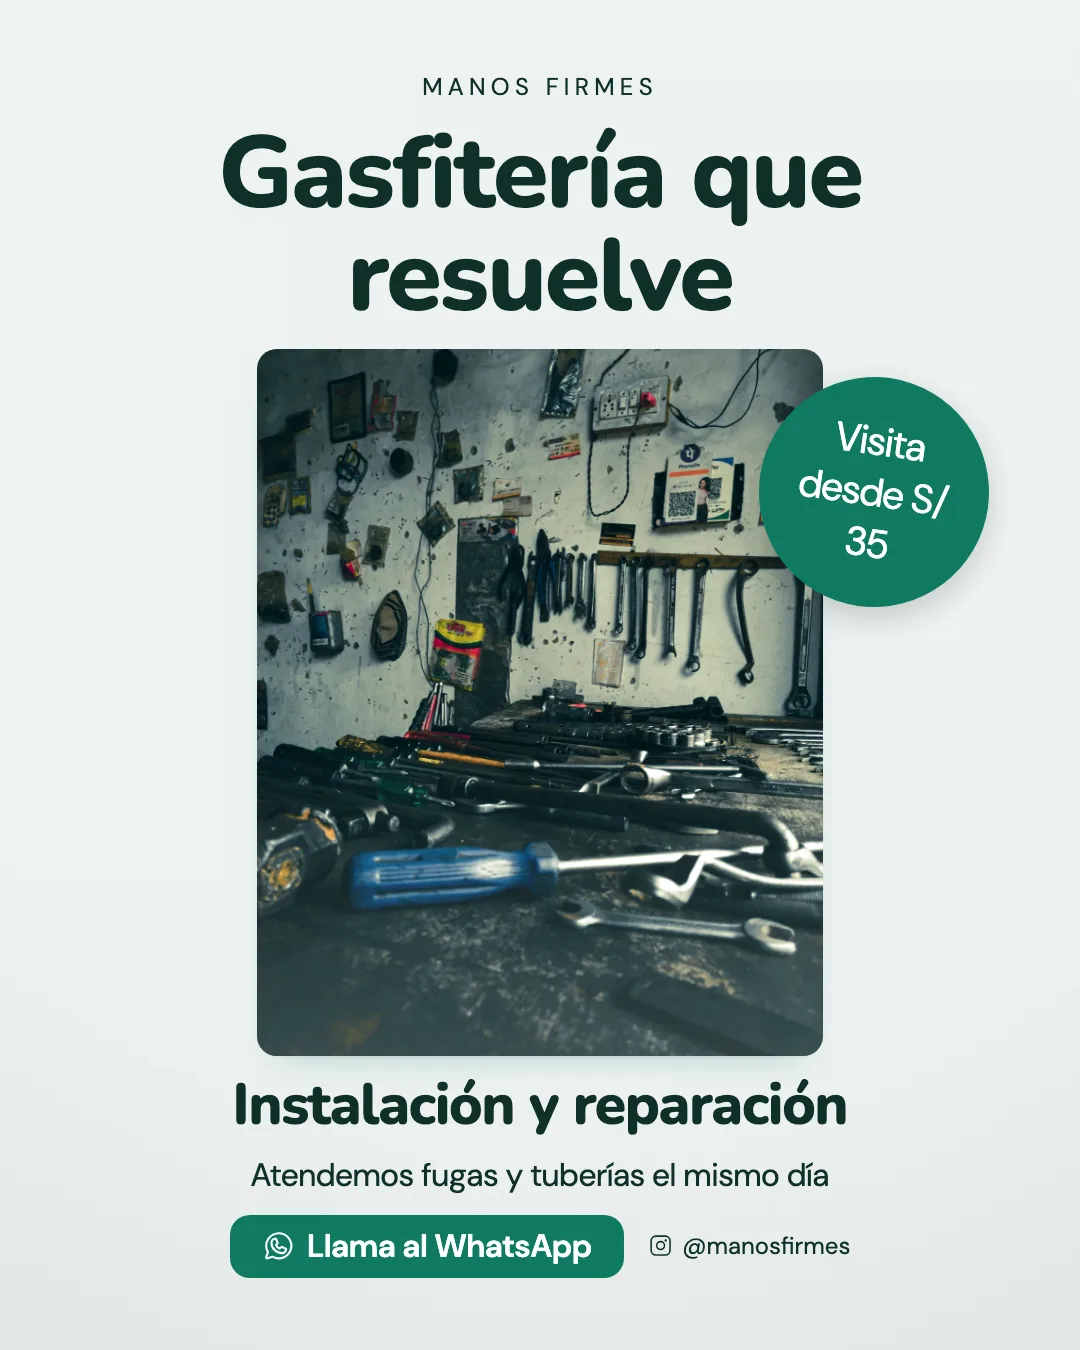 MANOS FIRMES
Gasfitería que
resuelve
PhonePe
Visita
desde S/
35
Instalación y reparación
Atendemos fugas y tuberías el mismo día
Llama al WhatsApp
@manosfirmes